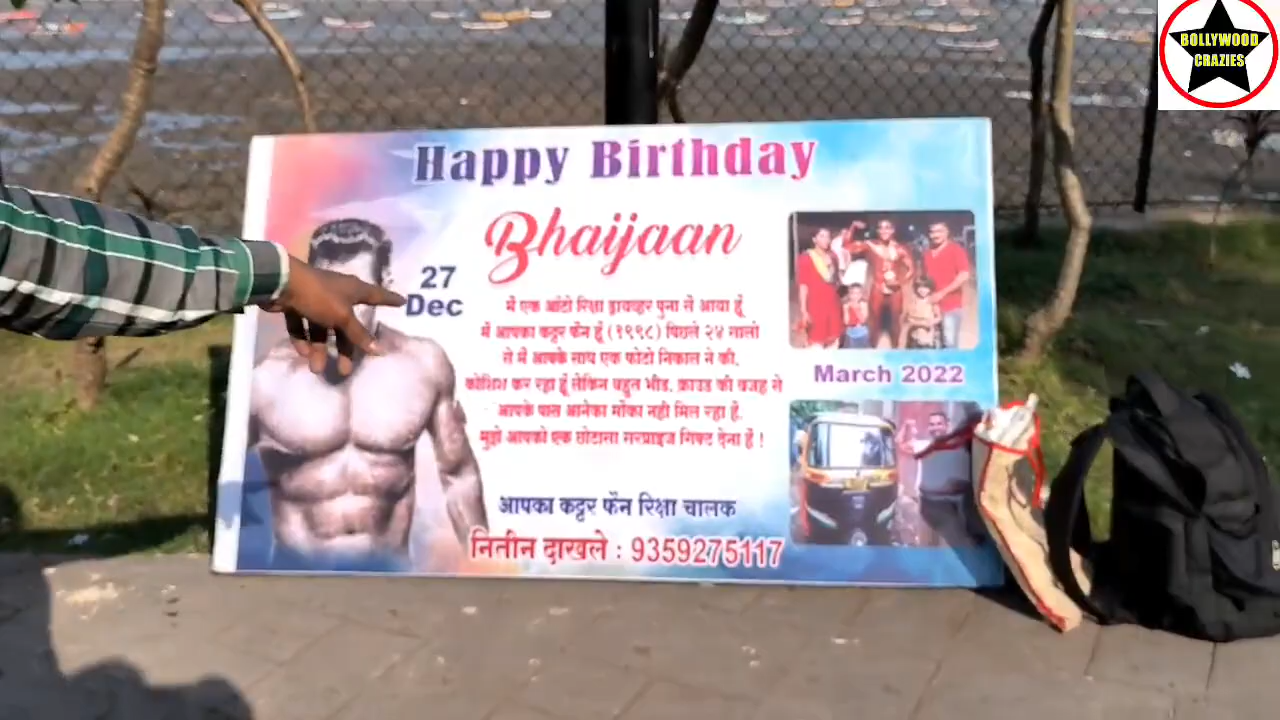 BOLLYWOOD
CRAZIES
Happy Birthday
Bhaijaan
27
Dec
में एक आंटो रिक्षा ड्रायव्हर पुना से आया हूँ
में आपका कट्टर फॅन हूँ (१९९८) पिछले २४ सालो
से में आपके साथ एक फोटो निकाल ने की.
कोशिश कर रहा हूँ लेकिन बहुत भीड. क्राउड की वजह से
आपके पास आनेका मोंका नही मिल रहा हें.
मुझे आपको एक छोटासा सरप्राइज गिफ्ट देना हें !
March 2022
आपका कट्टर फॅन रिक्षा चालक
नितीन दाखले : 9359275117